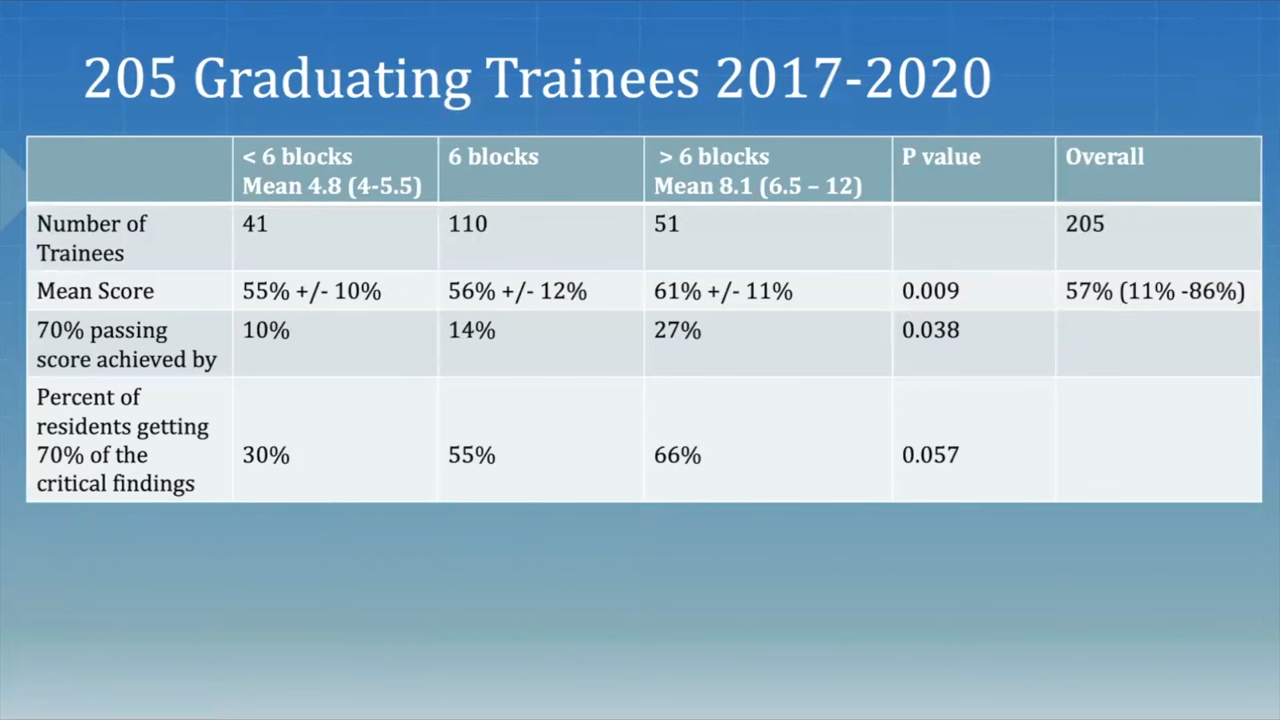 205 Graduating Trainees 2017-2020
< 6 blocks
Mean 4.8 (4-5.5)
6 blocks
> 6 blocks
Mean 8.1 (6.5 – 12)
P value
Overall
Number of
Trainees
41
110
51
205
Mean Score
55% +/- 10%
56% +/- 12%
61% +/- 11%
0.009
57% (11% -86%)
70% passing
score achieved by
10%
14%
27%
0.038
Percent of
residents getting
70% of the
critical findings
30%
55%
66%
0.057